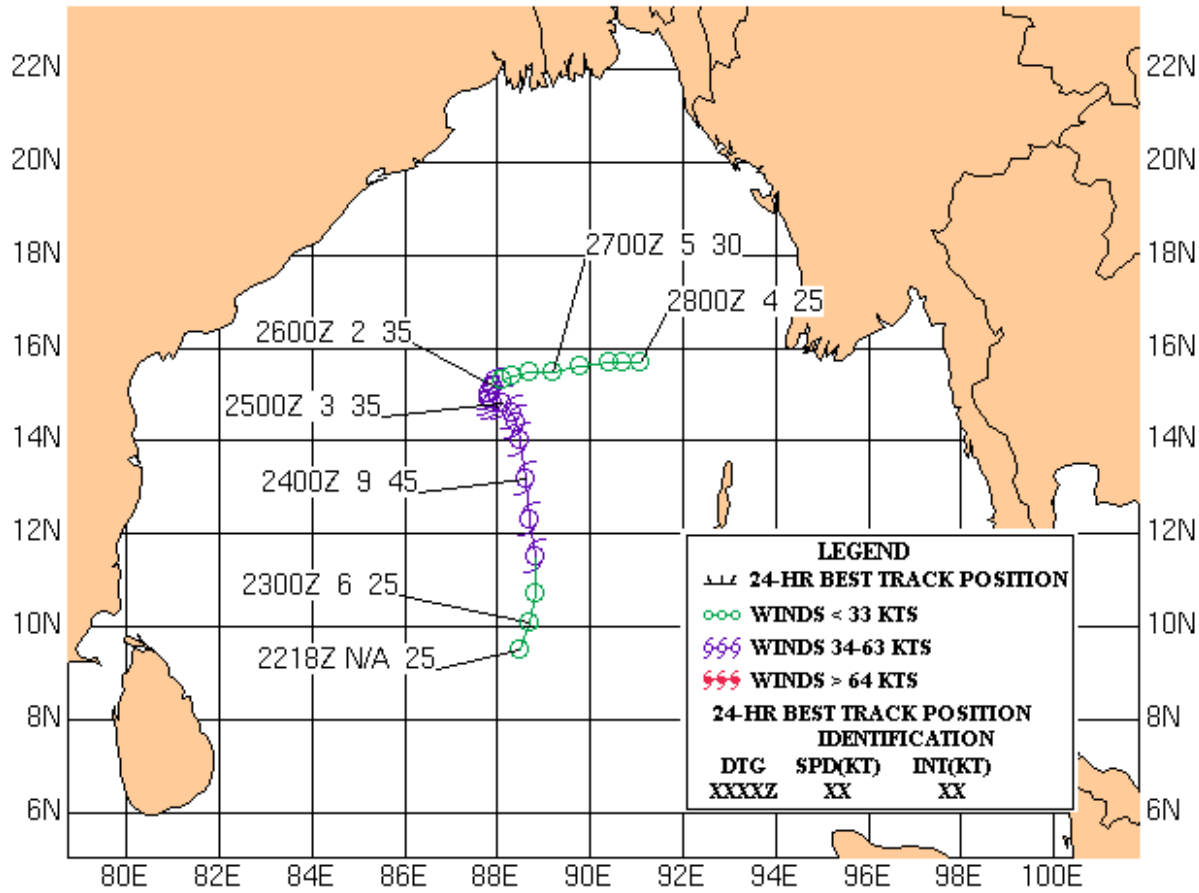 22N 22N
20N 20N
18N 18N
2700Z 5 30
2800Z 4 25
2600Z 2 35
16N 16N
2500Z 3 35
14N 14N
2400Z 9 45
12N 12N
LEGEND
24-HR BEST TRACK POSITION
2300Z 6 25
WINDS < 33 KTS
10N 10N
WINDS 34-63 KTS
2218Z N/A 25
WINDS > 64 KTS
8N 8N
24-HR BEST TRACK POSITION
IDENTIFICATION
DTG SPD(KT) INT(KT)
XXXXZ XX XX
6N 6N
80E 82E 84E 86E 88E 90E 92E 94E 96E 98E 100E